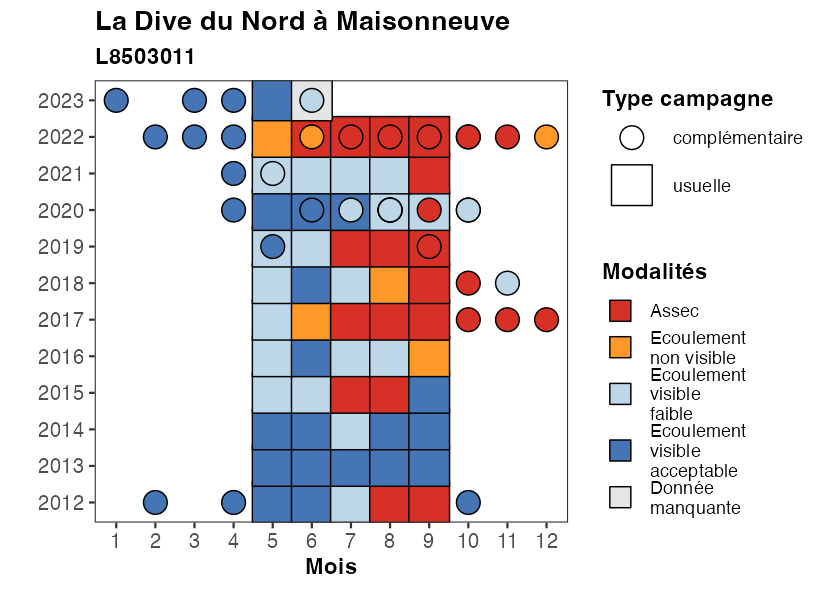 La Dive du Nord à Maisonneuve
L8503011
2023
2022
2021
2020
2019
2018
2017
2016
2015
2014
2013
2012
1 2 3 4 5 6 7 8 9 10 11 12
Mois
Type campagne
complémentaire
usuelle
Modalités
Assec
Ecoulement
non visible
Ecoulement
visible
faible
Ecoulement
visible
acceptable
Donnée
manquante